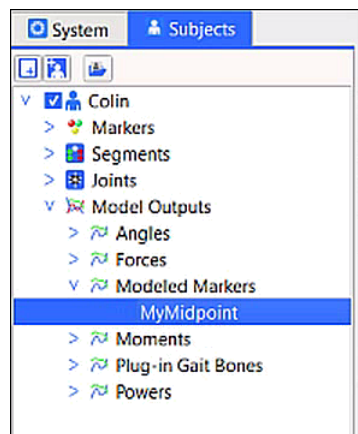 System
Subjects
Colin
Markers
Segments
Joints
Model Outputs
Angles
Forces
Modeled Markers
MyMidpoint
Moments
Plug-in Gait Bones
Powers